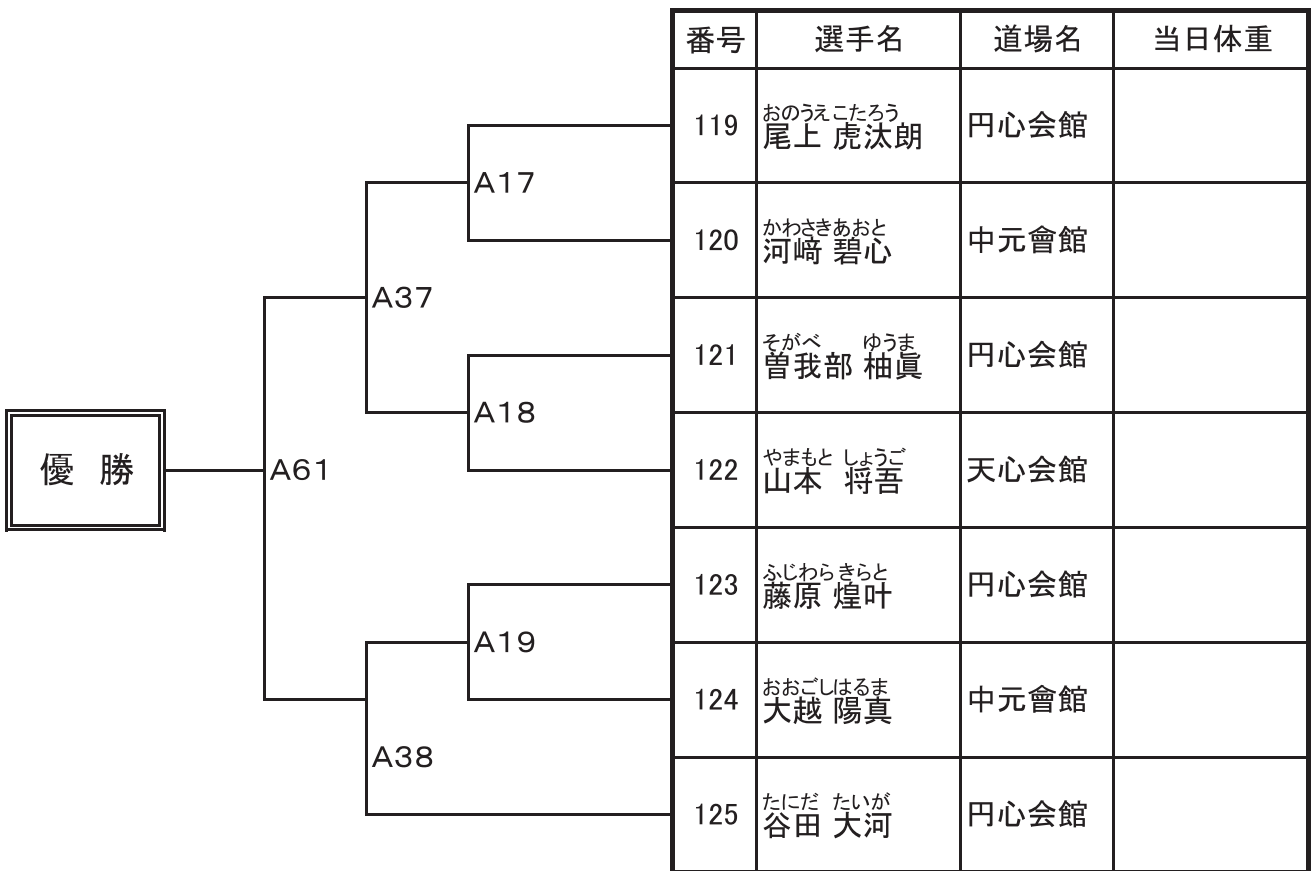 番号 選手名 道場名 当日体重
おのうえこたろう
119 尾上 虎汰朗 円心会館
A17
かわさきあおと
120 河﨑 碧心 中元會館
A37
そがべ ゆうま
121 曽我部 柚眞 円心会館
A18
やまもと しょうご
122 山本 将吾 天心会館
優 勝
A61
ふじわらきらと
123 藤原 煌叶 円心会館
A19
おおごしはるま
124 大越 陽真 中元會館
A38
たにだ たいが
125 谷田 大河 円心会館